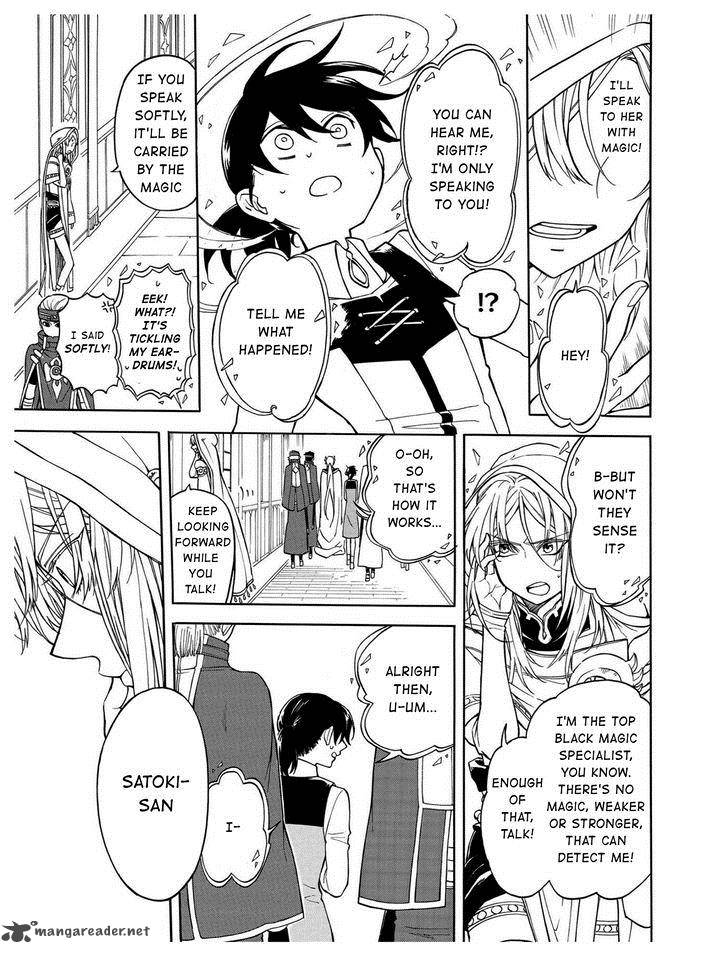 I'LL
SPEAK
TO HER
WITH
MAGIC!
HEY!
YOU CAN
HEAR ME,
RIGHT!?
I'M ONLY
SPEAKING
TO YOU!
!?
TELL ME
WHAT
HAPPENED!
IF YOU
SPEAK
SOFTLY,
IT'LL BE
CARRIED
BY THE
MAGIC
EEK!
WHAT?!
IT'S
TICKLING
MY EAR-
DRUMS!
I SAID
SOFTLY!
B-BUT
WON'T
THEY
SENSE
IT?
I'M THE TOP
BLACK MAGIC
SPECIALIST,
YOU KNOW.
THERE'S NO
MAGIC, WEAKER
OR STRONGER,
THAT CAN
DETECT ME!
ENOUGH
OF
THAT,
TALK!
O-OH,
SO
THAT'S
HOW IT
WORKS...
KEEP
LOOKING
FORWARD
WHILE
YOU
TALK!
ALRIGHT
THEN,
U-UM...
I-
SATOKI-
SAN
mangareader.net